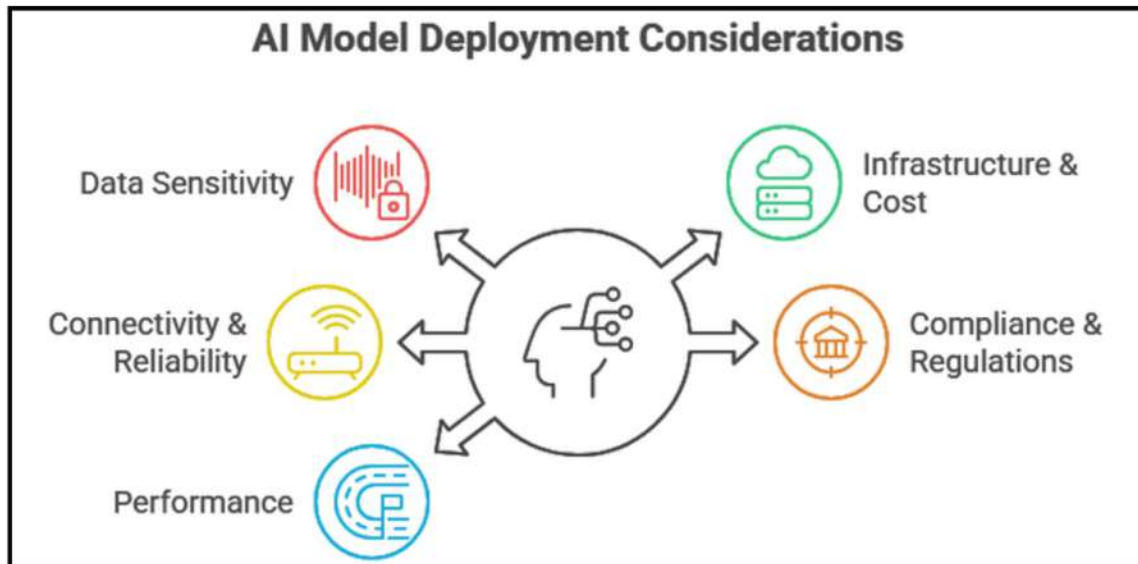 AI Model Deployment Considerations
Data Sensitivity
Infrastructure &
Cost
Connectivity &
Reliability
Compliance &
Regulations
Performance